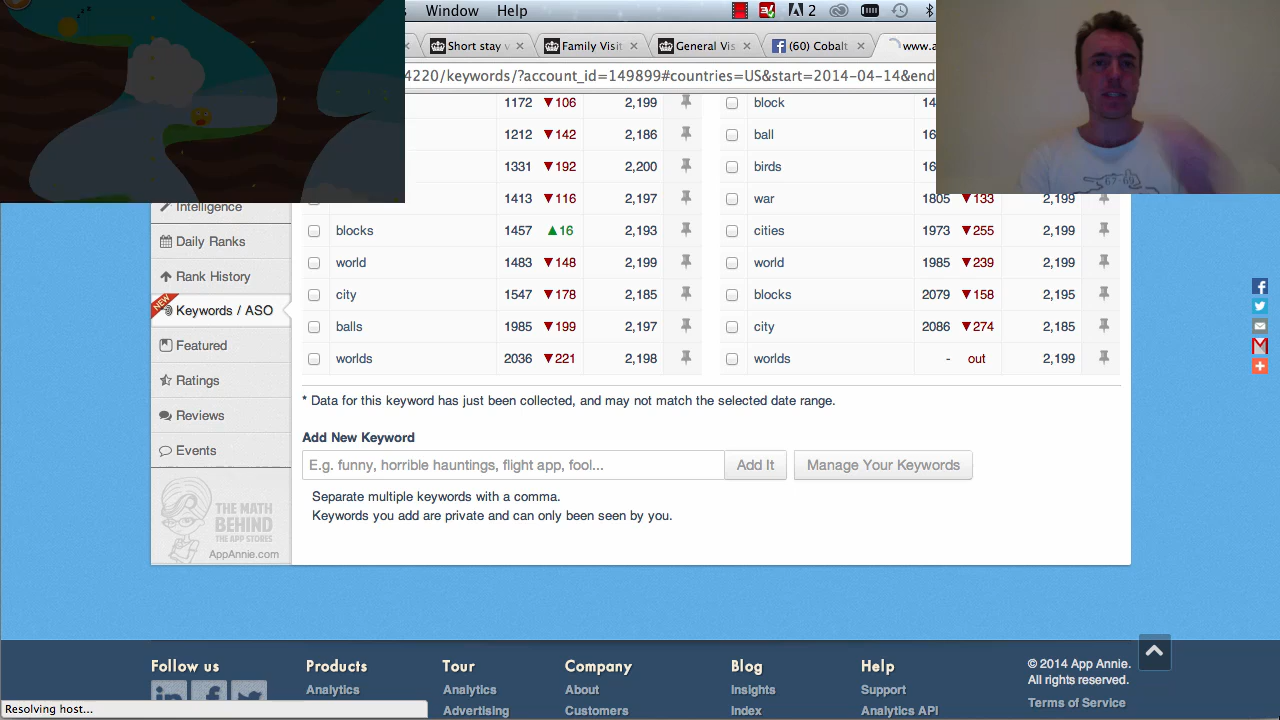 Window Help
2
Short stay v
Family Visit
General Vis
(60) Cobalt
www.a
4220/keywords/?account_id=149899#countries=US&start=2014-04-14&end
1172 ▼106 2,199 block
1212 ▼142 2,186 ball
1331 ▼192 2,200 birds
1413 ▼116 2,197 war 1805 ▼133 2,199
blocks 1457 ▲16 2,193 cities 1973 ▼255 2,199
world 1483 ▼148 2,199 world 1985 ▼239 2,199
city 1547 ▼178 2,185 blocks 2079 ▼158 2,195
balls 1985 ▼199 2,197 city 2086 ▼274 2,185
worlds 2036 ▼221 2,198 worlds - out 2,199
Intelligence
Daily Ranks
Rank History
NEW
Keywords / ASO
Featured
Ratings
Reviews
Events
THE MATH
BEHIND
THE APP STORES
AppAnnie.com
* Data for this keyword has just been collected, and may not match the selected date range.
Add New Keyword
E.g. funny, horrible hauntings, flight app, fool...
Add It
Manage Your Keywords
Separate multiple keywords with a comma.
Keywords you add are private and can only been seen by you.
Follow us
Products
Analytics
Tour
Analytics
Advertising
Company
About
Customers
Blog
Insights
Index
Help
Support
Analytics API
© 2014 App Annie.
All rights reserved.
Terms of Service
Resolving host...